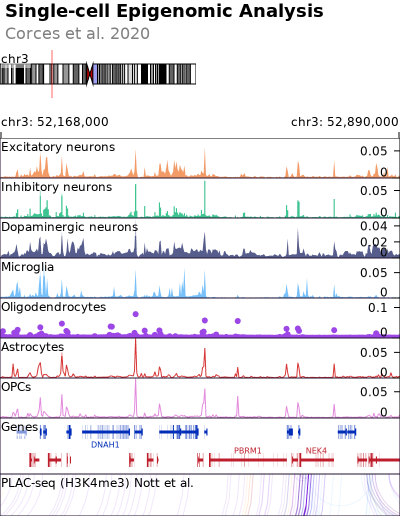 Single-cell Epigenomic Analysis
Corces et al. 2020
chr3
chr3: 52,168,000 chr3: 52,890,000
Excitatory neurons 0.05
0
Inhibitory neurons 0.05
0
Dopaminergic neurons 0.04
0.02
0
Microglia 0.05
0
Oligodendrocytes 0.1
0
Astrocytes 0.05
0
OPCs 0.05
0
Genes
DNAH1
PBRM1 NEK4
PLAC-seq (H3K4me3) Nott et al.